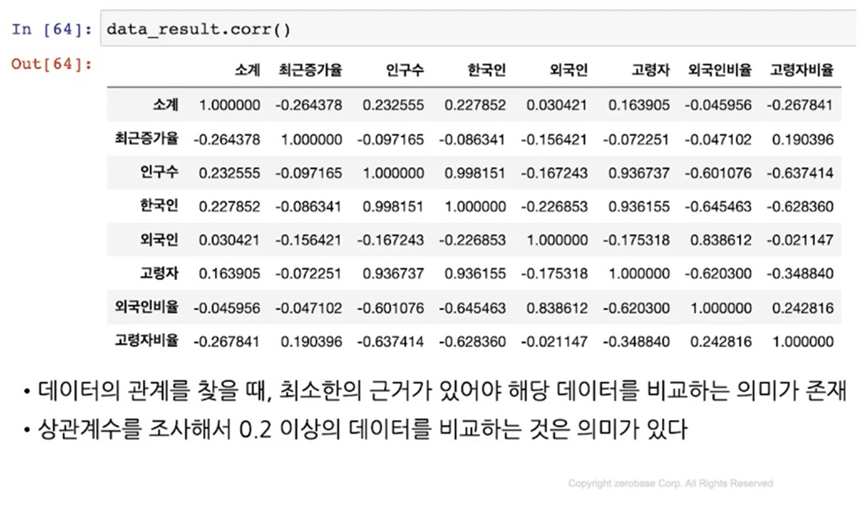 In [64]: data_result.corr()
Out[64]:
소계 최근증가율 인구수 한국인 외국인 고령자 외국인비율 고령자비율
소계 1.000000 -0.264378 0.232555 0.227852 0.030421 0.163905 -0.045956 -0.267841
최근증가율 -0.264378 1.000000 -0.097165 -0.086341 -0.156421 -0.072251 -0.047102 0.190396
인구수 0.232555 -0.097165 1.000000 0.998151 -0.167243 0.936737 -0.601076 -0.637414
한국인 0.227852 -0.086341 0.998151 1.000000 -0.226853 0.936155 -0.645463 -0.628360
외국인 0.030421 -0.156421 -0.167243 -0.226853 1.000000 -0.175318 0.838612 -0.021147
고령자 0.163905 -0.072251 0.936737 0.936155 -0.175318 1.000000 -0.620300 -0.348840
외국인비율 -0.045956 -0.047102 -0.601076 -0.645463 0.838612 -0.620300 1.000000 0.242816
고령자비율 -0.267841 0.190396 -0.637414 -0.628360 -0.021147 -0.348840 0.242816 1.000000
• 데이터의 관계를 찾을 때, 최소한의 근거가 있어야 해당 데이터를 비교하는 의미가 존재
• 상관계수를 조사해서 0.2 이상의 데이터를 비교하는 것은 의미가 있다
Copyright zerobase Corp. All Rights Reserved